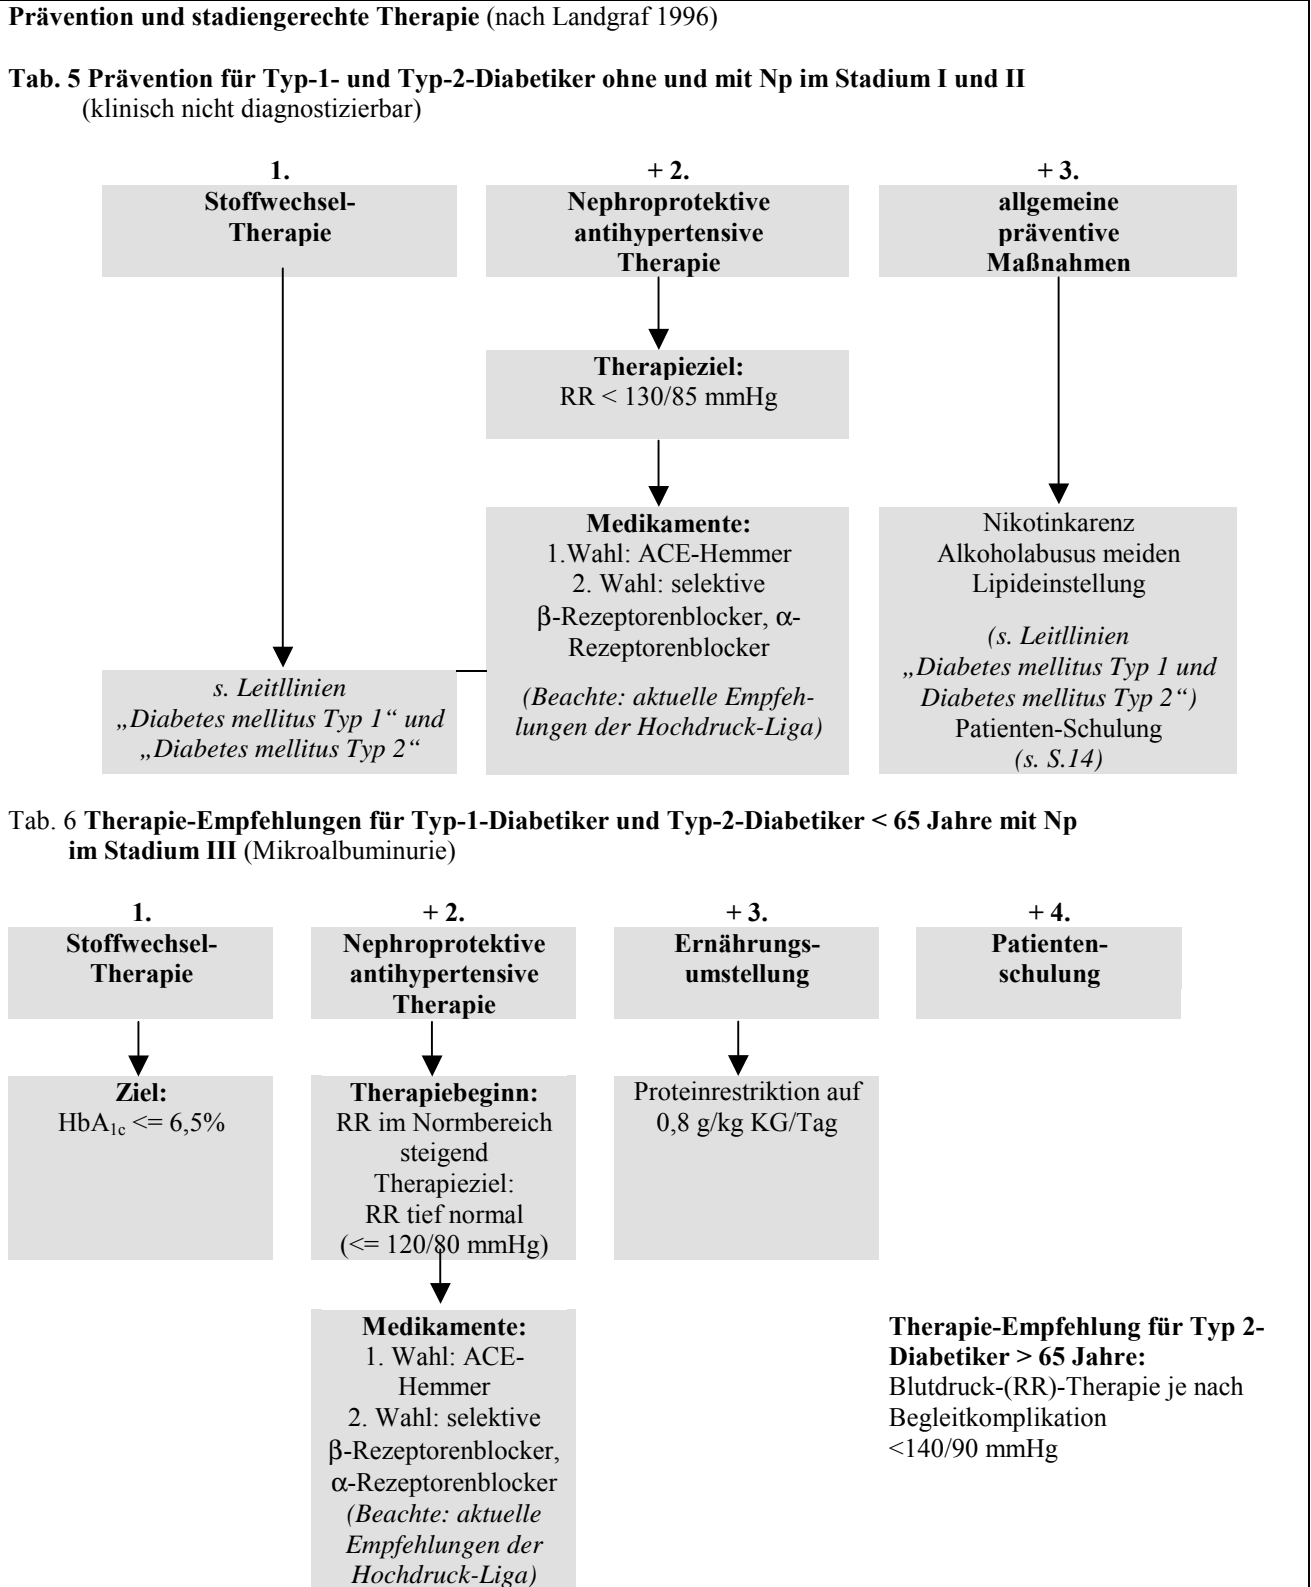 Prävention und stadiengerechte Therapie (nach Landgraf 1996)
Tab. 5 Prävention für Typ-1- und Typ-2-Diabetiker ohne und mit Np im Stadium I und II
(klinisch nicht diagnostizierbar)
1.
Stoffwechsel-
Therapie
s. Leitllinien
„Diabetes mellitus Typ 1“ und
„Diabetes mellitus Typ 2“
+ 2.
Nephroprotektive
antihypertensive
Therapie
Therapieziel:
RR < 130/85 mmHg
Medikamente:
1.Wahl: ACE-Hemmer
2. Wahl: selektive
β-Rezeptorenblocker, α-
Rezeptorenblocker
(Beachte: aktuelle Empfeh-
lungen der Hochdruck-Liga)
+ 3.
allgemeine
präventive
Maßnahmen
Nikotinkarenz
Alkoholabusus meiden
Lipideinstellung
(s. Leitllinien
„Diabetes mellitus Typ 1 und
Diabetes mellitus Typ 2“)
Patienten-Schulung
(s. S.14)
Tab. 6 Therapie-Empfehlungen für Typ-1-Diabetiker und Typ-2-Diabetiker < 65 Jahre mit Np
im Stadium III (Mikroalbuminurie)
1.
Stoffwechsel-
Therapie
Ziel:
HbA1c <= 6,5%
+ 2.
Nephroprotektive
antihypertensive
Therapie
Therapiebeginn:
RR im Normbereich
steigend
Therapieziel:
RR tief normal
(<= 120/80 mmHg)
Medikamente:
1. Wahl: ACE-
Hemmer
2. Wahl: selektive
β-Rezeptorenblocker,
α-Rezeptorenblocker
(Beachte: aktuelle
Empfehlungen der
Hochdruck-Liga)
+ 3.
Ernährungs-
umstellung
Proteinrestriktion auf
0,8 g/kg KG/Tag
+ 4.
Patienten-
schulung
Therapie-Empfehlung für Typ 2-
Diabetiker > 65 Jahre:
Blutdruck-(RR)-Therapie je nach
Begleitkomplikation
<140/90 mmHg